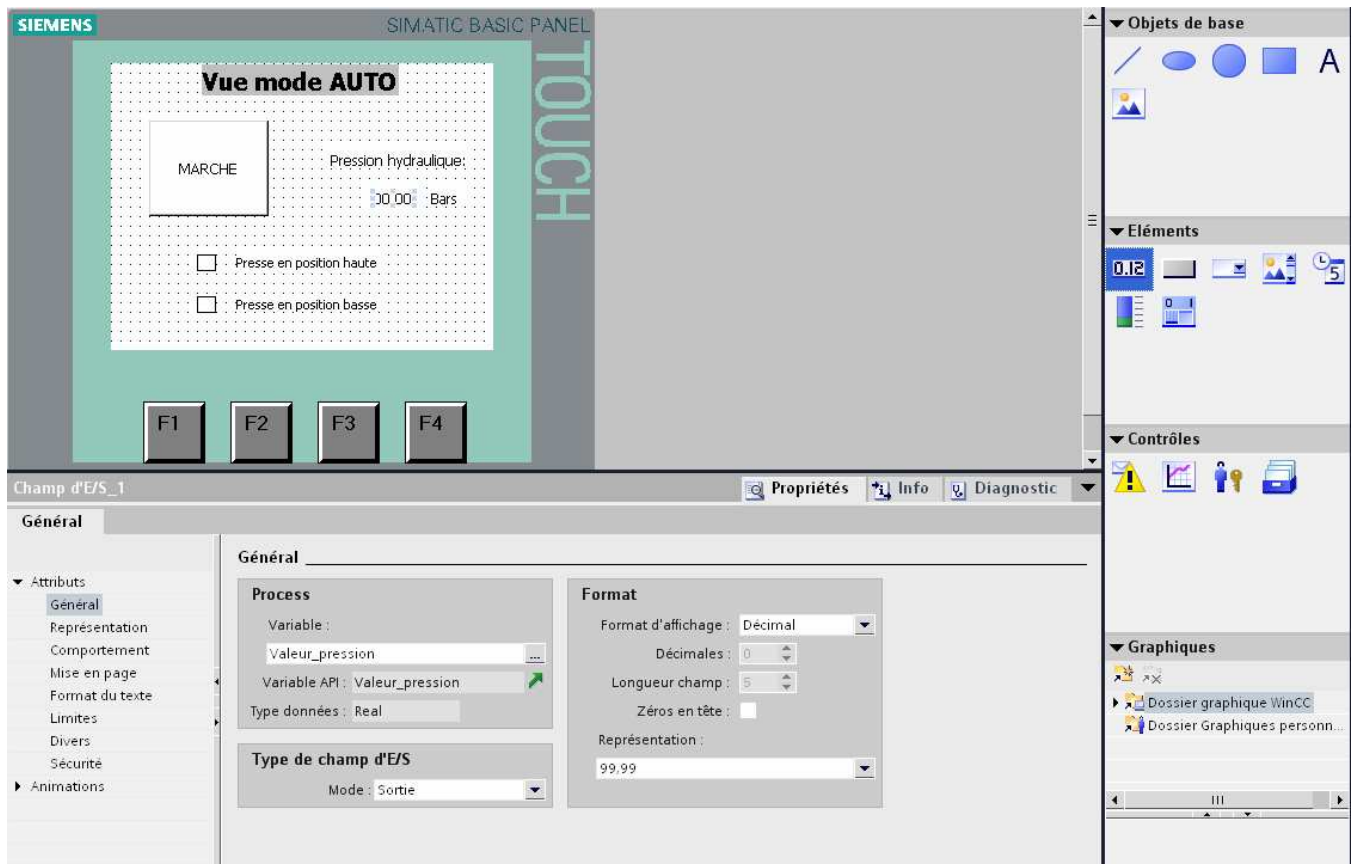 SIEMENS
SIMATIC BASIC PANEL
TOUCH
Vue mode AUTO
MARCHE
Pression hydraulique:
00,00 Bars
Presse en position haute
Presse en position basse
F1 F2 F3 F4
Objets de base
A
Eléments
0.12
5
0 1
Contrôles
Graphiques
Dossier graphique WinCC
Dossier Graphiques personn...
Champ d'E/S_1
Propriétés Info Diagnostic
Général
Attributs
Général
Représentation
Comportement
Mise en page
Format du texte
Limites
Divers
Sécurité
Animations
Général
Process
Variable :
Valeur_pression ...
Variable API : Valeur_pression
Type données : Real
Type de champ d'E/S
Mode : Sortie
Format
Format d'affichage : Décimal
Décimales : 0
Longueur champ : 5
Zéros en tête :
Représentation :
99,99